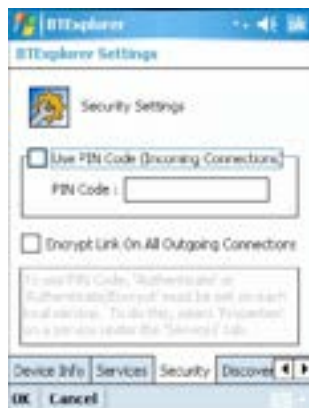 BTExplorer
ok
BTExplorer Settings
Security Settings
Use PIN Code (Incoming Connections)
PIN Code :
Encrypt Link On All Outgoing Connections
To use PIN Code, 'Authenticate' or
'Authenticate/Encrypt' must be set on each
local service. To do this, select 'Properties'
on a service under the 'Services' tab.
Device Info Services Security Discover
OK Cancel